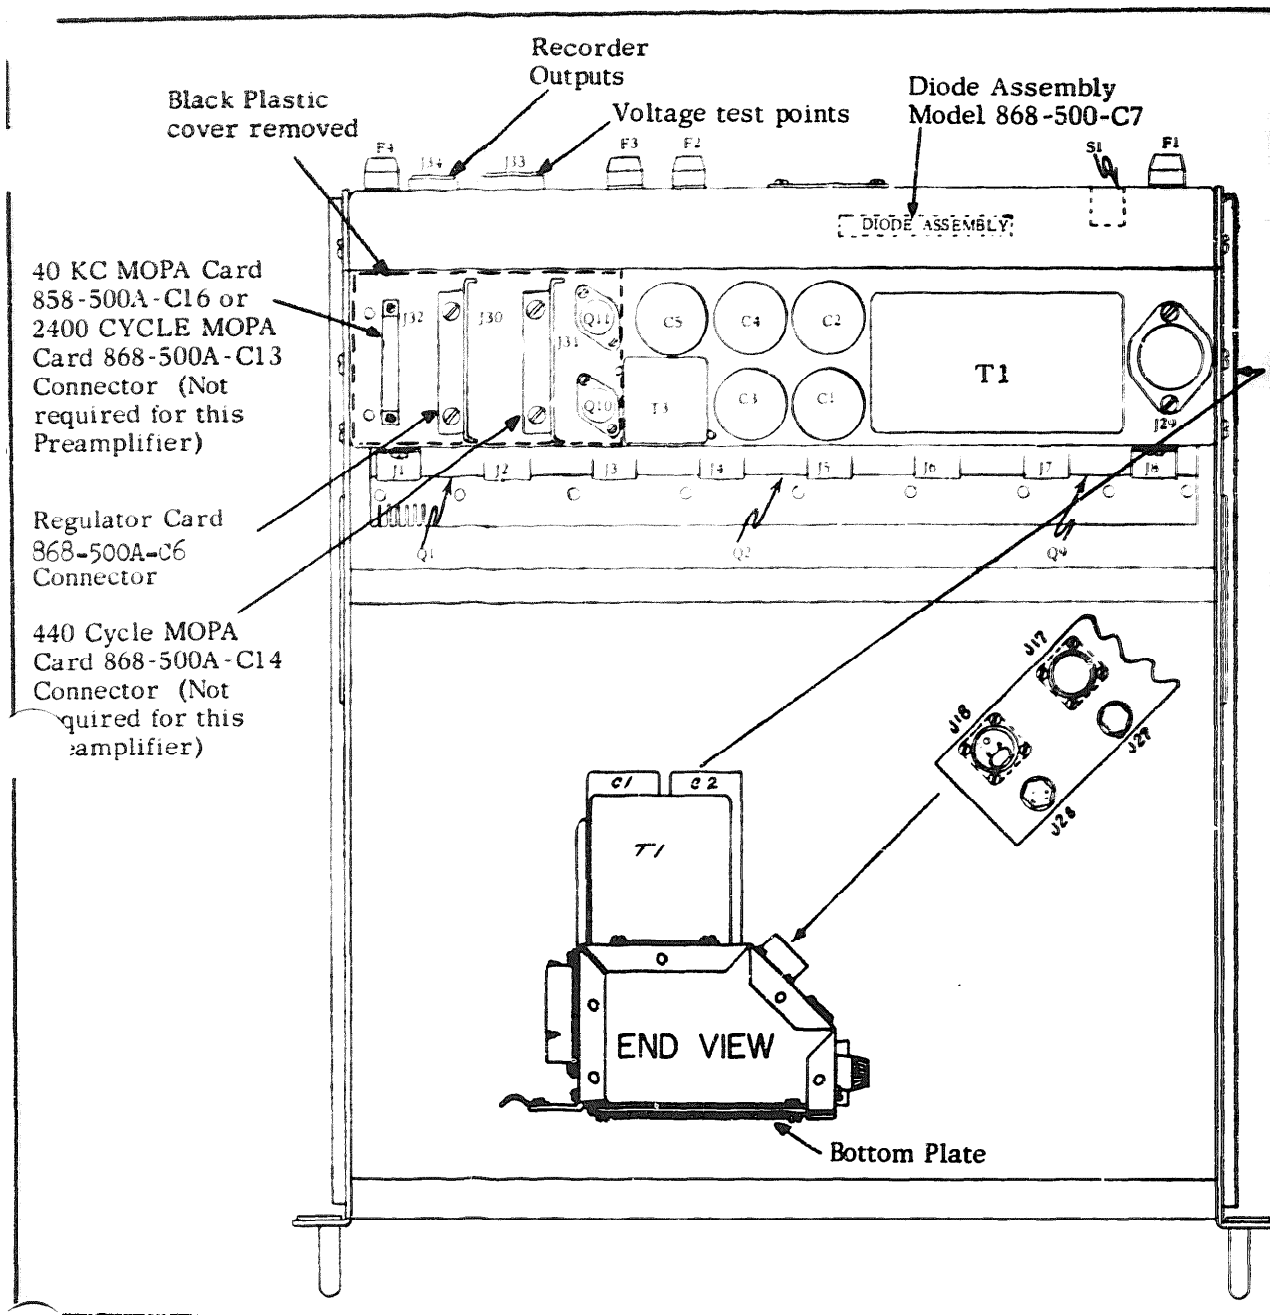 Recorder
Outputs
Black Plastic
cover removed
Voltage test points
Diode Assembly
Model 868-500-C7
F4
J34
J33
F3
F2
S1
F1
DIODE ASSEMBLY
40 KC MOPA Card
858-500A-C16 or
2400 CYCLE MOPA
Card 868-500A-C13
Connector (Not
required for this
Preamplifier)
J32
J30
J31
Q11
Q10
C5
C4
C2
T3
C3
C1
T1
J29
J1
J2
J3
J4
J5
J6
J7
J8
Regulator Card
868-500A-C6
Connector
Q1
Q2
Q4
440 Cycle MOPA
Card 868-500A-C14
Connector (Not
quired for this
eamplifier)
J17
J18
J27
J28
C1
C2
T1
END VIEW
Bottom Plate